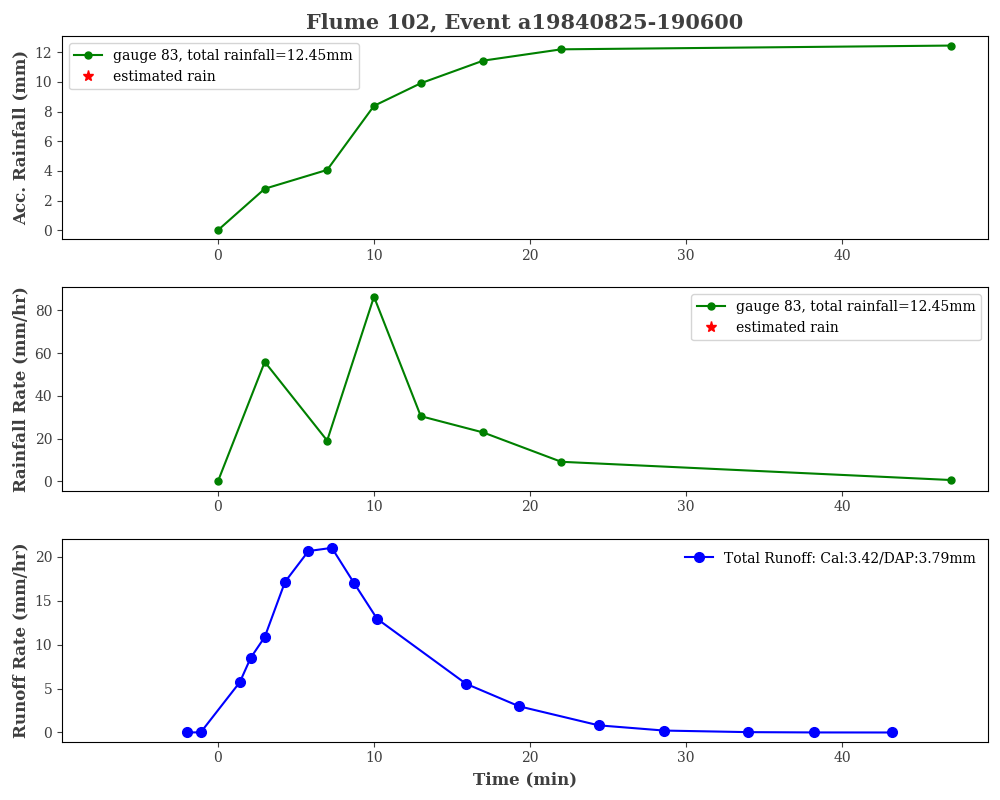 Flume 102, Event a19840825-190600
Acc. Rainfall (mm)
12
10
8
6
4
2
0
gauge 83, total rainfall=12.45mm
estimated rain
0 10 20 30 40
Rainfall Rate (mm/hr)
80
60
40
20
0
gauge 83, total rainfall=12.45mm
estimated rain
0 10 20 30 40
Runoff Rate (mm/hr)
20
15
10
5
0
Total Runoff: Cal:3.42/DAP:3.79mm
0 10 20 30 40
Time (min)